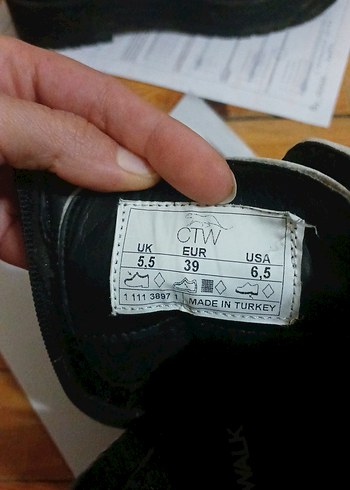 CTW
UK EUR USA
5,5 39 6,5
1 111 3897 1 MADE IN TURKEY
WALK